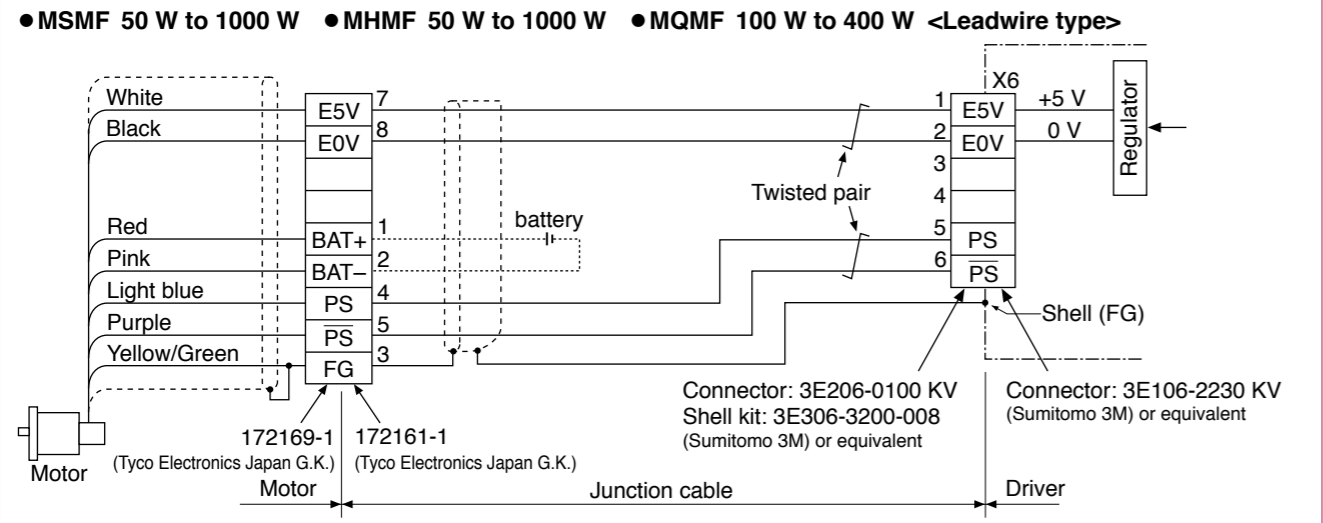 ●MSMF 50 W to 1000 W ●MHMF 50 W to 1000 W ●MQMF 100 W to 400 W <Leadwire type>
X6
White
E5V
7
1
E5V
+5 V
Black
E0V
8
2
E0V
0 V
Regulator
3
4
Twisted pair
Red
BAT+
1
battery
5
PS
Pink
BAT–
2
6
P̅S̅
Light blue
PS
4
Shell (FG)
Purple
P̅S̅
5
Yellow/Green
FG
3
Connector: 3E206-0100 KV
Shell kit: 3E306-3200-008
(Sumitomo 3M) or equivalent
Connector: 3E106-2230 KV
(Sumitomo 3M) or equivalent
172169-1
(Tyco Electronics Japan G.K.)
172161-1
(Tyco Electronics Japan G.K.)
Motor
Motor
Junction cable
Driver